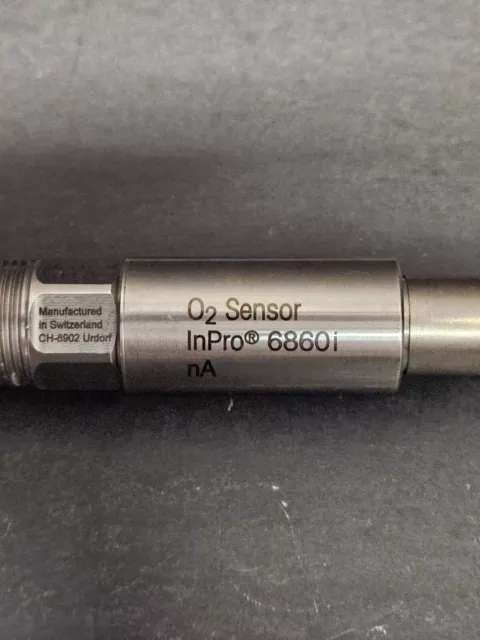 Manufactured
in Switzerland
CH-8902 Urdorf
O₂ Sensor
InPro® 6860i
nA